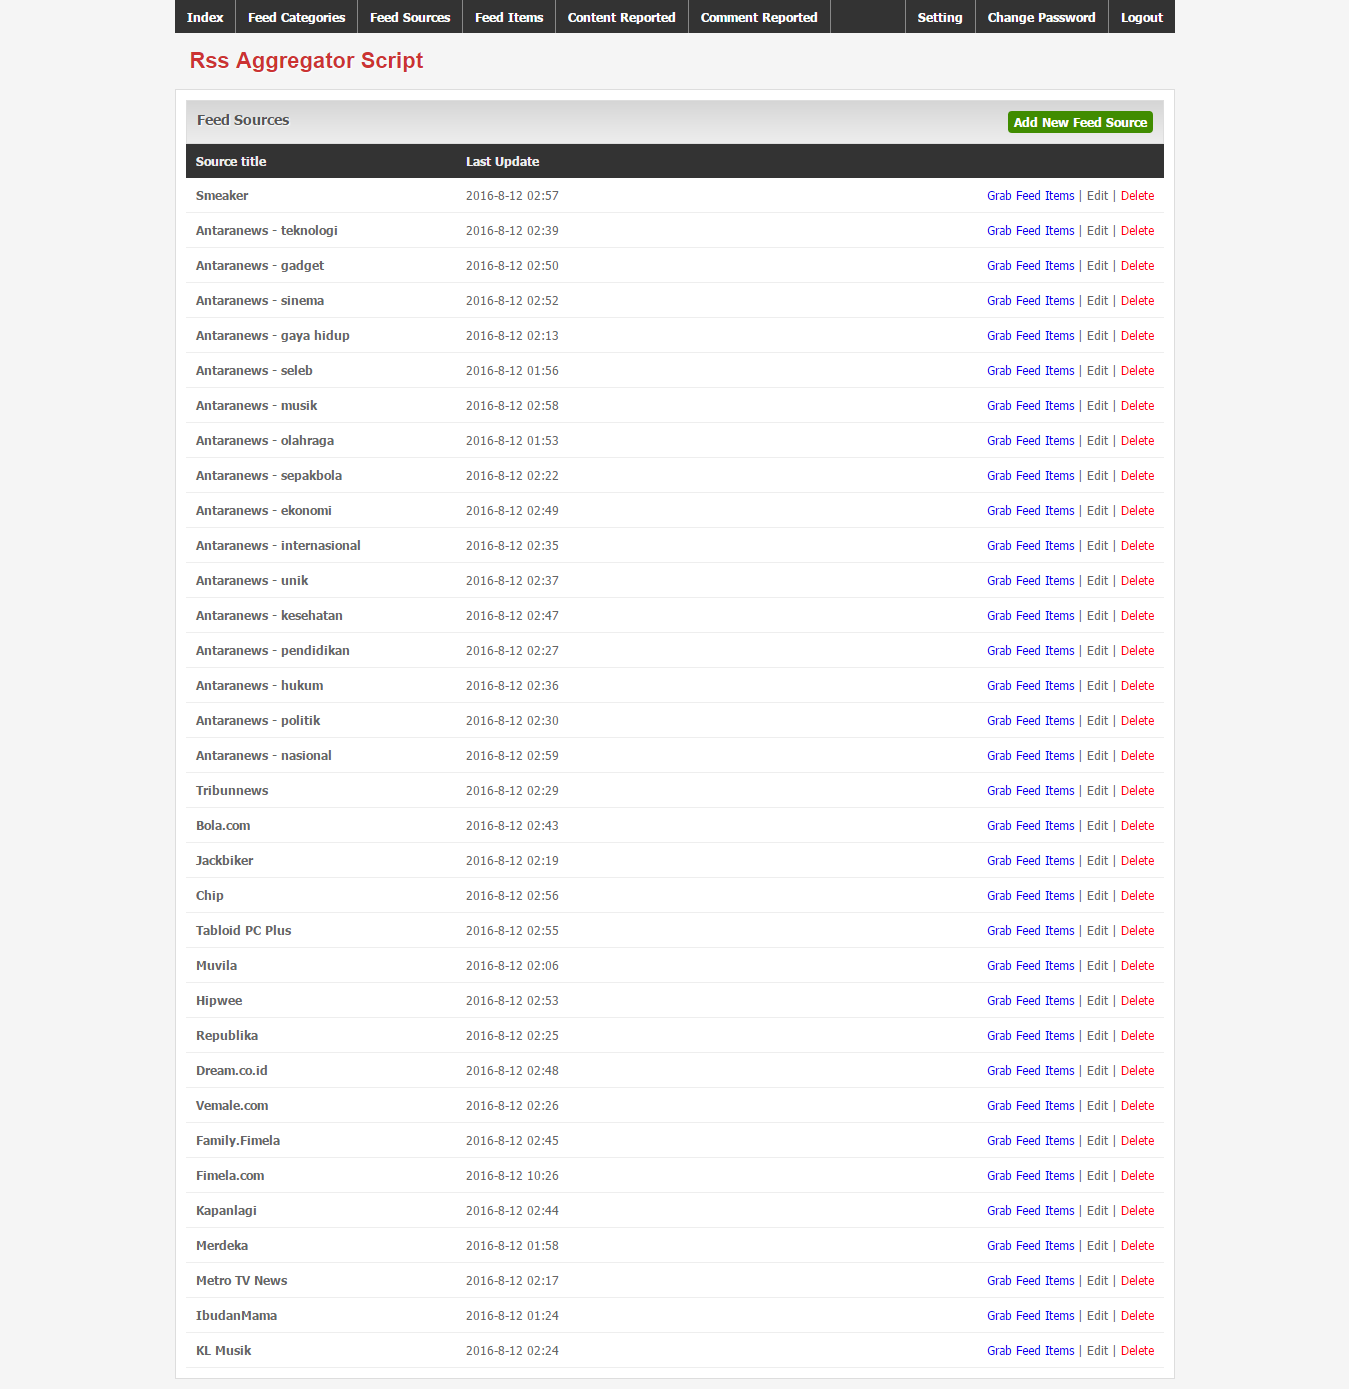 Index Feed Categories Feed Sources Feed Items Content Reported Comment Reported Setting Change Password Logout
Rss Aggregator Script
Feed Sources Add New Feed Source
Source title Last Update
Smeaker 2016-8-12 02:57 Grab Feed Items | Edit | Delete
Antaranews - teknologi 2016-8-12 02:39 Grab Feed Items | Edit | Delete
Antaranews - gadget 2016-8-12 02:50 Grab Feed Items | Edit | Delete
Antaranews - sinema 2016-8-12 02:52 Grab Feed Items | Edit | Delete
Antaranews - gaya hidup 2016-8-12 02:13 Grab Feed Items | Edit | Delete
Antaranews - seleb 2016-8-12 01:56 Grab Feed Items | Edit | Delete
Antaranews - musik 2016-8-12 02:58 Grab Feed Items | Edit | Delete
Antaranews - olahraga 2016-8-12 01:53 Grab Feed Items | Edit | Delete
Antaranews - sepakbola 2016-8-12 02:22 Grab Feed Items | Edit | Delete
Antaranews - ekonomi 2016-8-12 02:49 Grab Feed Items | Edit | Delete
Antaranews - internasional 2016-8-12 02:35 Grab Feed Items | Edit | Delete
Antaranews - unik 2016-8-12 02:37 Grab Feed Items | Edit | Delete
Antaranews - kesehatan 2016-8-12 02:47 Grab Feed Items | Edit | Delete
Antaranews - pendidikan 2016-8-12 02:27 Grab Feed Items | Edit | Delete
Antaranews - hukum 2016-8-12 02:36 Grab Feed Items | Edit | Delete
Antaranews - politik 2016-8-12 02:30 Grab Feed Items | Edit | Delete
Antaranews - nasional 2016-8-12 02:59 Grab Feed Items | Edit | Delete
Tribunnews 2016-8-12 02:29 Grab Feed Items | Edit | Delete
Bola.com 2016-8-12 02:43 Grab Feed Items | Edit | Delete
Jackbiker 2016-8-12 02:19 Grab Feed Items | Edit | Delete
Chip 2016-8-12 02:56 Grab Feed Items | Edit | Delete
Tabloid PC Plus 2016-8-12 02:55 Grab Feed Items | Edit | Delete
Muvila 2016-8-12 02:06 Grab Feed Items | Edit | Delete
Hipwee 2016-8-12 02:53 Grab Feed Items | Edit | Delete
Republika 2016-8-12 02:25 Grab Feed Items | Edit | Delete
Dream.co.id 2016-8-12 02:48 Grab Feed Items | Edit | Delete
Vemale.com 2016-8-12 02:26 Grab Feed Items | Edit | Delete
Family.Fimela 2016-8-12 02:45 Grab Feed Items | Edit | Delete
Fimela.com 2016-8-12 10:26 Grab Feed Items | Edit | Delete
Kapanlagi 2016-8-12 02:44 Grab Feed Items | Edit | Delete
Merdeka 2016-8-12 01:58 Grab Feed Items | Edit | Delete
Metro TV News 2016-8-12 02:17 Grab Feed Items | Edit | Delete
IbudanMama 2016-8-12 01:24 Grab Feed Items | Edit | Delete
KL Musik 2016-8-12 02:24 Grab Feed Items | Edit | Delete